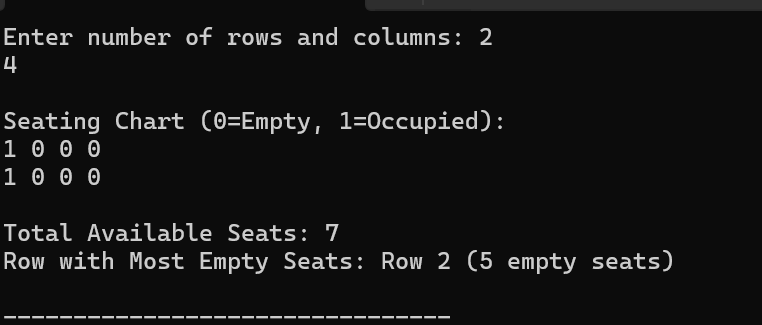 Enter number of rows and columns: 2
4
Seating Chart (0=Empty, 1=Occupied):
1 0 0 0
1 0 0 0
Total Available Seats: 7
Row with Most Empty Seats: Row 2 (5 empty seats)
--------------------------------